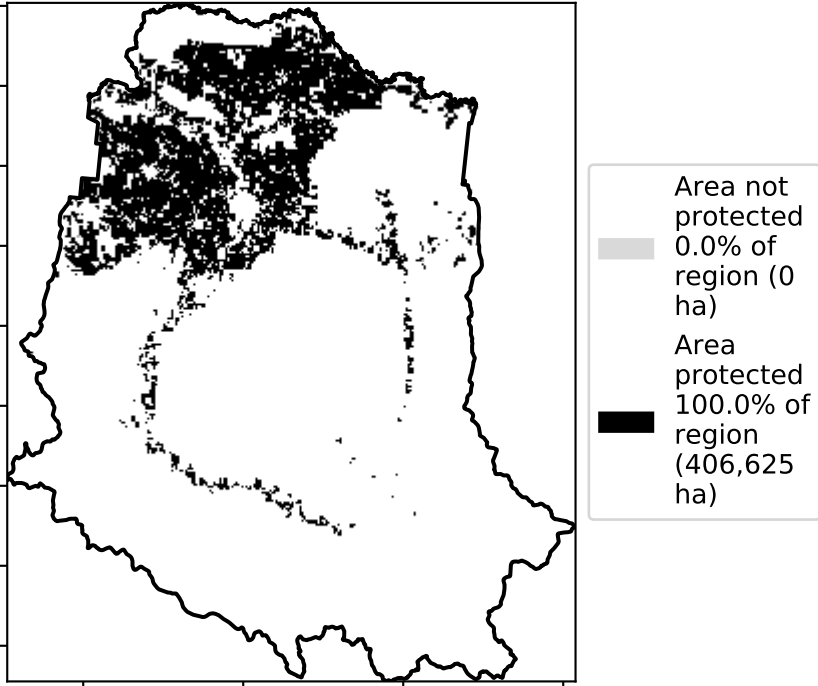 Area not
protected
0.0% of
region (0
ha)
Area
protected
100.0% of
region
(406,625
ha)